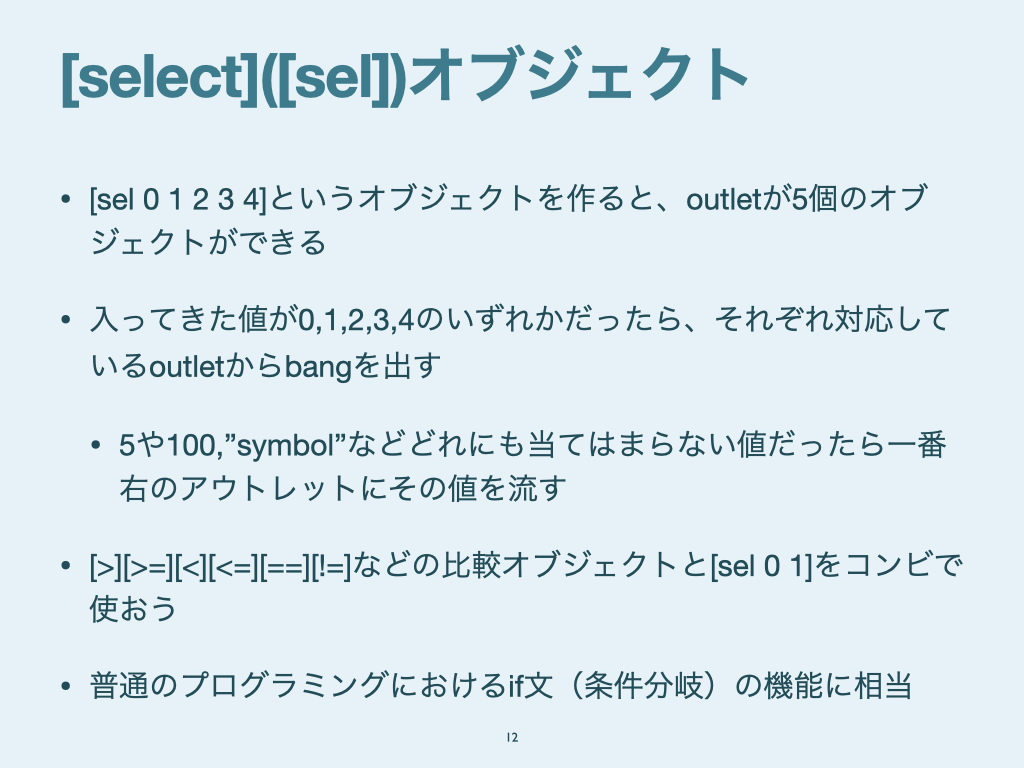 [select]([sel])オブジェクト
• [sel 0 1 2 3 4]というオブジェクトを作ると、outletが5個のオブ
ジェクトができる
• 入ってきた値が0,1,2,3,4のいずれかだったら、それぞれ対応して
いるoutletからbangを出す
• 5や100,”symbol”などどれにも当てはまらない値だったら一番
右のアウトレットにその値を流す
• [>][>=][<][<=][==][!=]などの比較オブジェクトと[sel 0 1]をコンビで
使おう
• 普通のプログラミングにおけるif文（条件分岐）の機能に相当
12